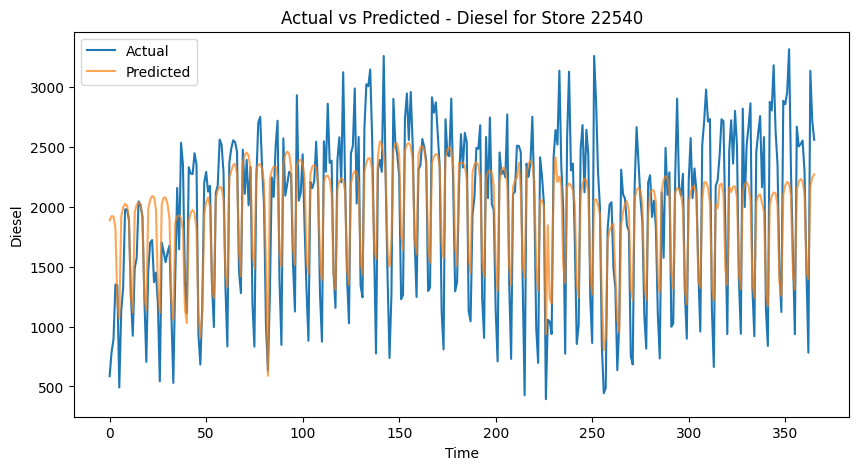 Actual vs Predicted - Diesel for Store 22540
Actual
Predicted
3000
2500
2000
1500
1000
500
Diesel
0 50 100 150 200 250 300 350
Time